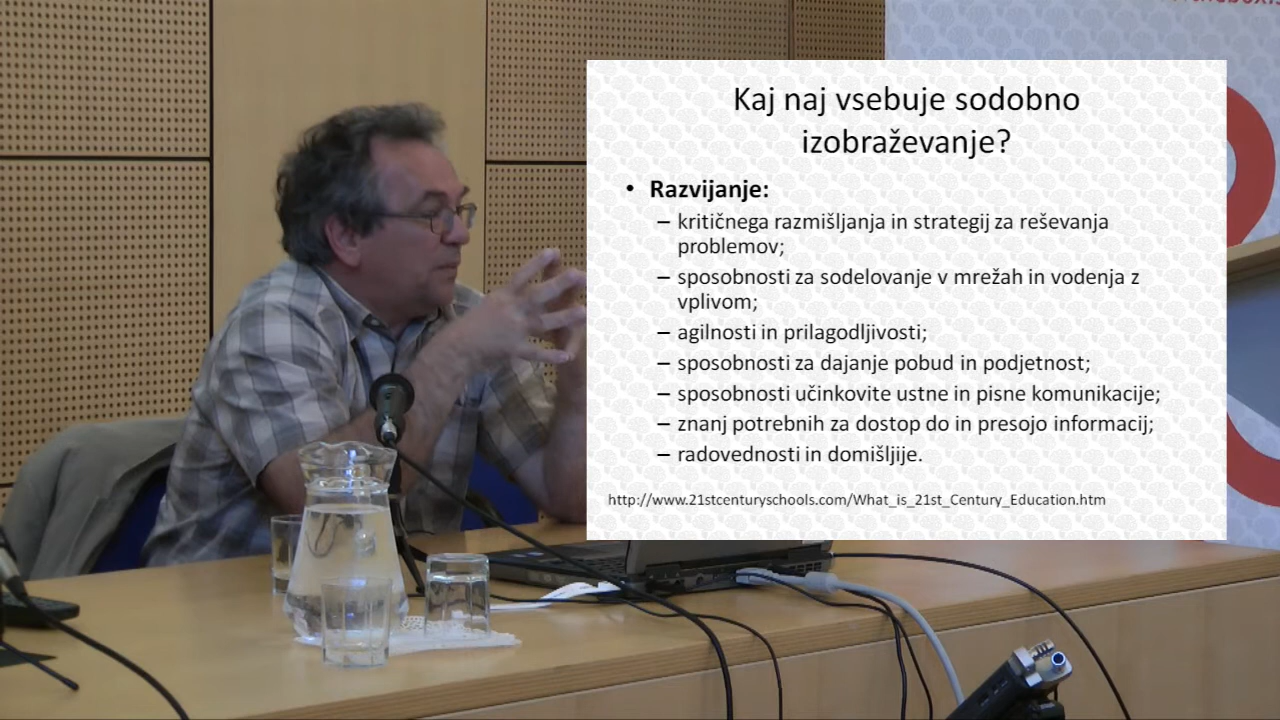 Kaj naj vsebuje sodobno
izobraževanje?
• Razvijanje:
– kritičnega razmišljanja in strategij za reševanja
problemov;
– sposobnosti za sodelovanje v mrežah in vodenja z
vplivom;
– agilnosti in prilagodljivosti;
– sposobnosti za dajanje pobud in podjetnost;
– sposobnosti učinkovite ustne in pisne komunikacije;
– znanj potrebnih za dostop do in presojo informacij;
– radovednosti in domišljije.
http://www.21stcenturyschools.com/What_is_21st_Century_Education.htm